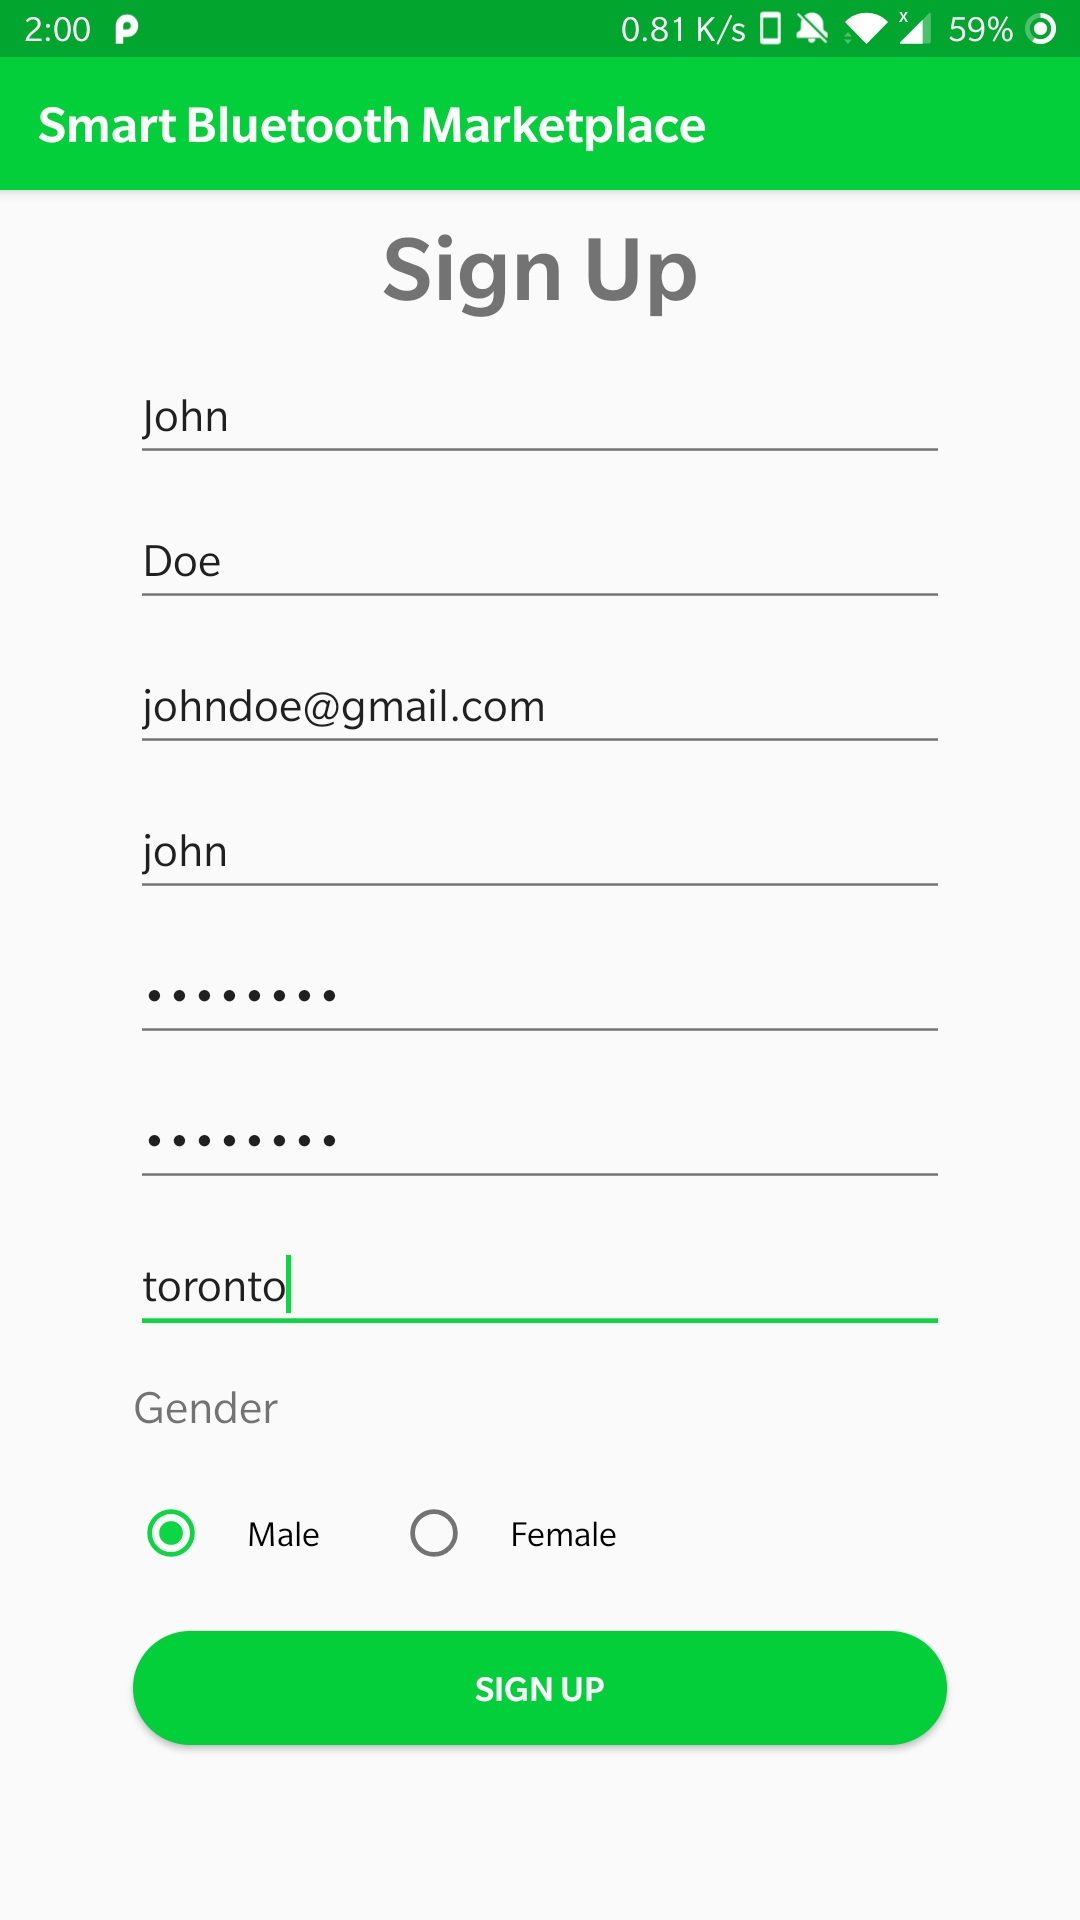 2:00 0.81 K/s x 59%
Smart Bluetooth Marketplace
Sign Up
John
Doe
johndoe@gmail.com
john
••••••••
••••••••
toronto
Gender
Male Female
SIGN UP